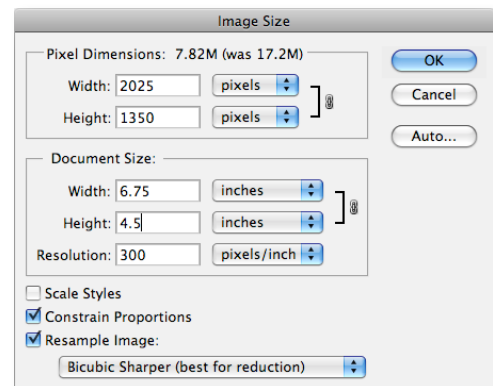 Image Size
Pixel Dimensions: 7.82M (was 17.2M)
OK
Width: 2025 pixels
Cancel
Height: 1350 pixels
Auto...
Document Size:
Width: 6.75 inches
Height: 4.5 inches
Resolution: 300 pixels/inch
Scale Styles
Constrain Proportions
Resample Image:
Bicubic Sharper (best for reduction)